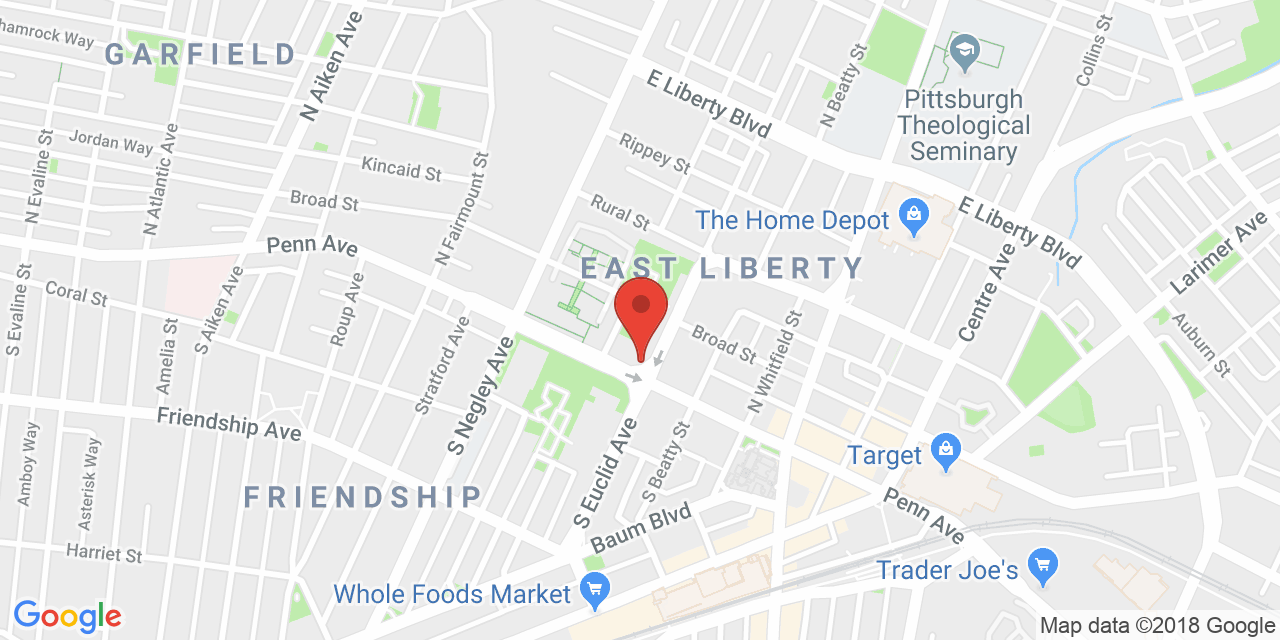 Shamrock Way
GARFIELD
N Aiken Ave
E Liberty Blvd
N Beatty St
Collins St
Pittsburgh
Theological
Seminary
N Evaline St
Jordan Way
N Atlantic Ave
Kincaid St
N Fairmount St
Rippey St
Broad St
Rural St
The Home Depot
E Liberty Blvd
Penn Ave
EAST LIBERTY
Centre Ave
Larimer Ave
S Evaline St
Coral St
S Aiken Ave
Roup Ave
Amelia St
Stratford Ave
S Negley Ave
Broad St
N Whitfield St
Auburn St
Friendship Ave
Amboy Way
Asterisk Way
FRIENDSHIP
S Euclid Ave
S Beatty St
Target
Baum Blvd
Penn Ave
Harriet St
Whole Foods Market
Trader Joe's
Google
Map data ©2018 Google